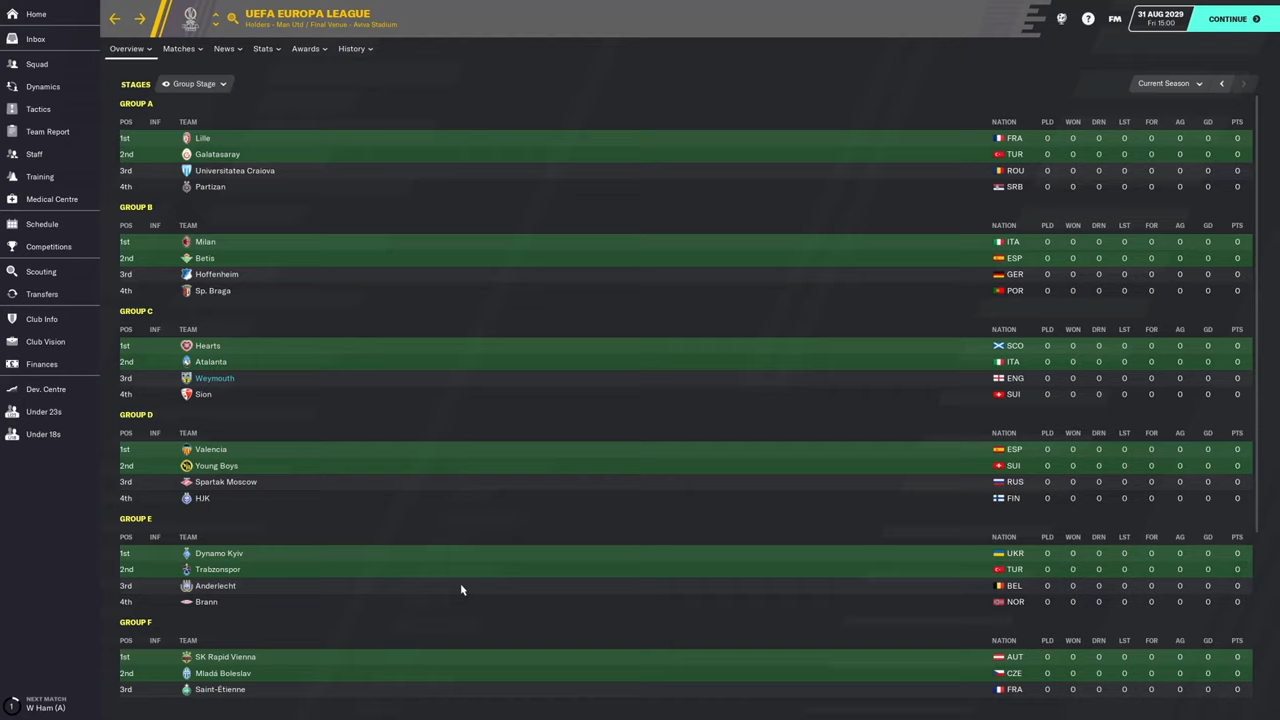 Home
Inbox
Squad
Dynamics
Tactics
Team Report
Staff
Training
Medical Centre
Schedule
Competitions
Scouting
Transfers
Club Info
Club Vision
Finances
Dev. Centre
Under 23s
Under 18s
NEXT MATCH
W Ham (A)
UEFA EUROPA LEAGUE
Holders - Man Utd / Final Venue - Aviva Stadium
FM
31 AUG 2029
Fri 15:00
CONTINUE
Overview Matches News Stats Awards History
STAGES Group Stage Current Season
GROUP A
POS INF TEAM NATION PLD WON DRN LST FOR AG GD PTS
1st Lille FRA 0 0 0 0 0 0 0 0
2nd Galatasaray TUR 0 0 0 0 0 0 0 0
3rd Universitatea Craiova ROU 0 0 0 0 0 0 0 0
4th Partizan SRB 0 0 0 0 0 0 0 0
GROUP B
POS INF TEAM NATION PLD WON DRN LST FOR AG GD PTS
1st Milan ITA 0 0 0 0 0 0 0 0
2nd Betis ESP 0 0 0 0 0 0 0 0
3rd Hoffenheim GER 0 0 0 0 0 0 0 0
4th Sp. Braga POR 0 0 0 0 0 0 0 0
GROUP C
POS INF TEAM NATION PLD WON DRN LST FOR AG GD PTS
1st Hearts SCO 0 0 0 0 0 0 0 0
2nd Atalanta ITA 0 0 0 0 0 0 0 0
3rd Weymouth ENG 0 0 0 0 0 0 0 0
4th Sion SUI 0 0 0 0 0 0 0 0
GROUP D
POS INF TEAM NATION PLD WON DRN LST FOR AG GD PTS
1st Valencia ESP 0 0 0 0 0 0 0 0
2nd Young Boys SUI 0 0 0 0 0 0 0 0
3rd Spartak Moscow RUS 0 0 0 0 0 0 0 0
4th HJK FIN 0 0 0 0 0 0 0 0
GROUP E
POS INF TEAM NATION PLD WON DRN LST FOR AG GD PTS
1st Dynamo Kyiv UKR 0 0 0 0 0 0 0 0
2nd Trabzonspor TUR 0 0 0 0 0 0 0 0
3rd Anderlecht BEL 0 0 0 0 0 0 0 0
4th Brann NOR 0 0 0 0 0 0 0 0
GROUP F
POS INF TEAM NATION PLD WON DRN LST FOR AG GD PTS
1st SK Rapid Vienna AUT 0 0 0 0 0 0 0 0
2nd Mladá Boleslav CZE 0 0 0 0 0 0 0 0
3rd Saint-Étienne FRA 0 0 0 0 0 0 0 0